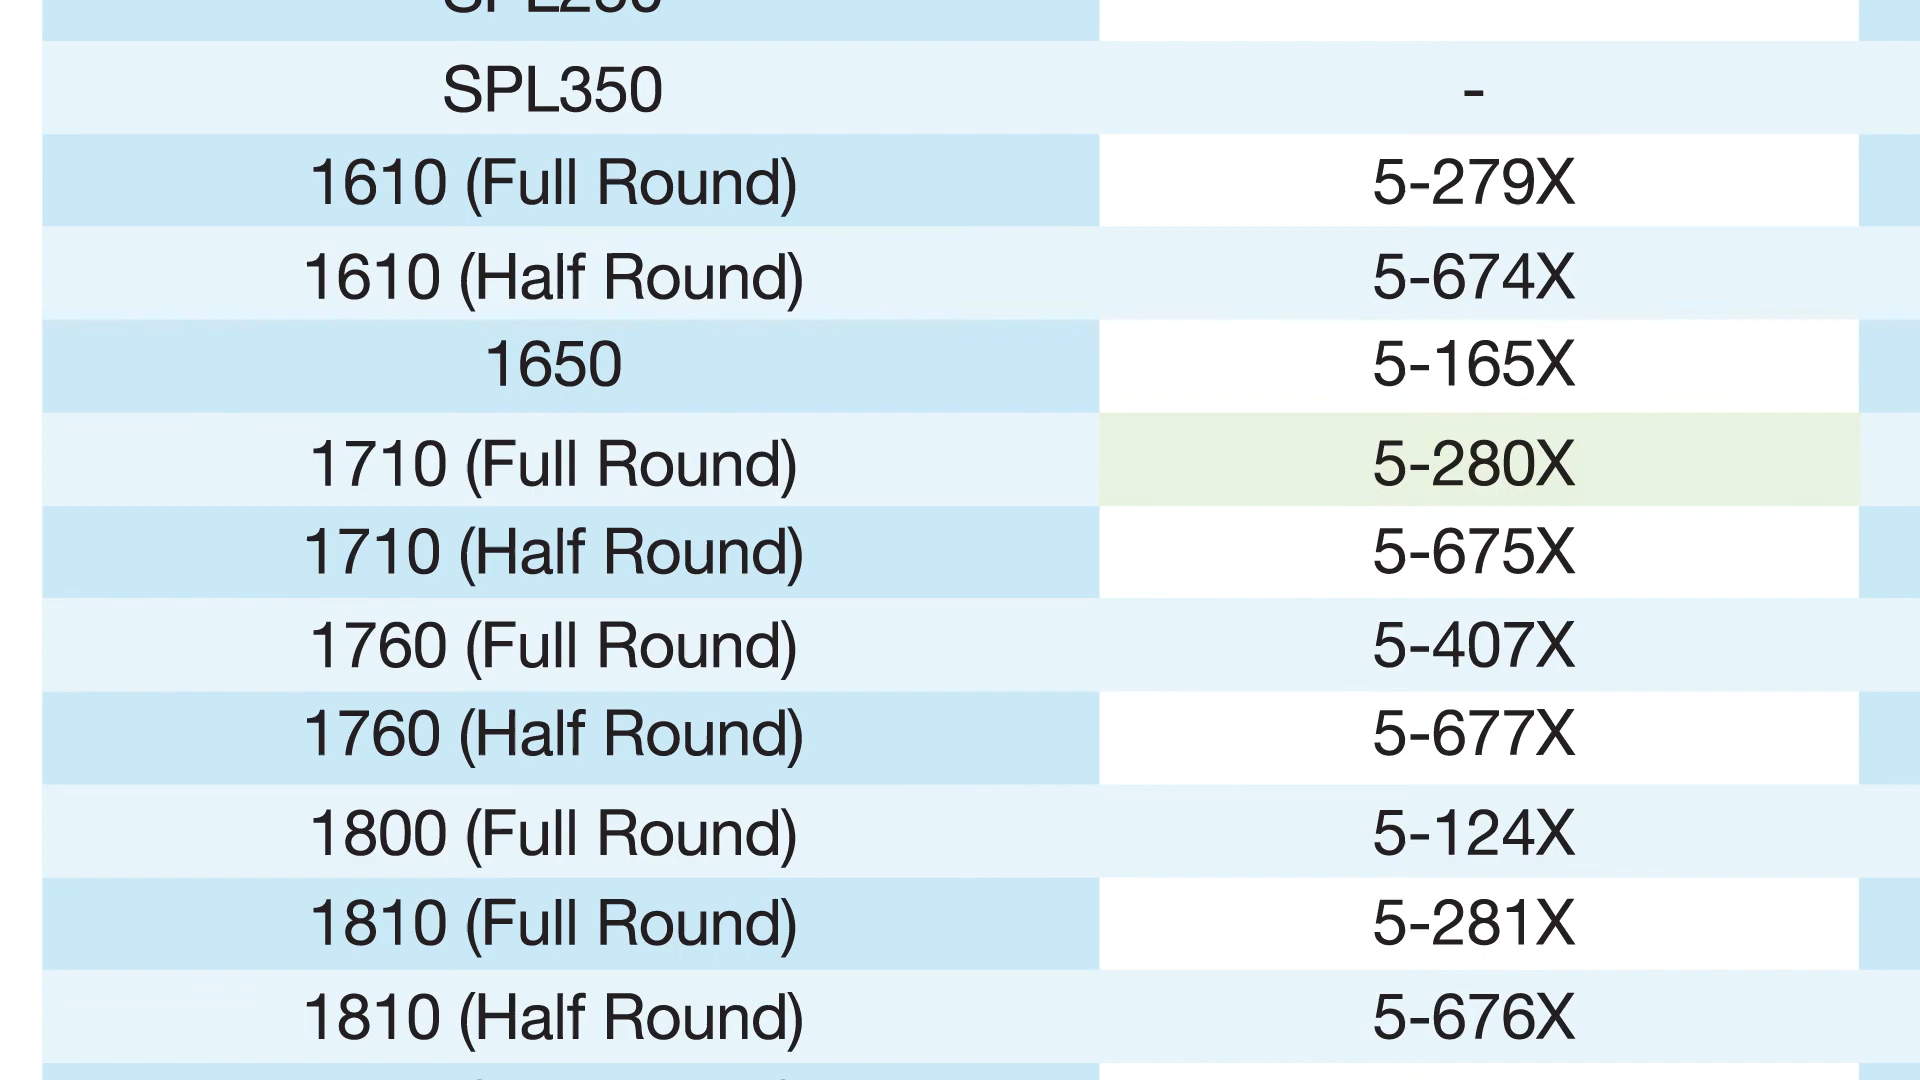 SPL350 -
1610 (Full Round) 5-279X
1610 (Half Round) 5-674X
1650 5-165X
1710 (Full Round) 5-280X
1710 (Half Round) 5-675X
1760 (Full Round) 5-407X
1760 (Half Round) 5-677X
1800 (Full Round) 5-124X
1810 (Full Round) 5-281X
1810 (Half Round) 5-676X